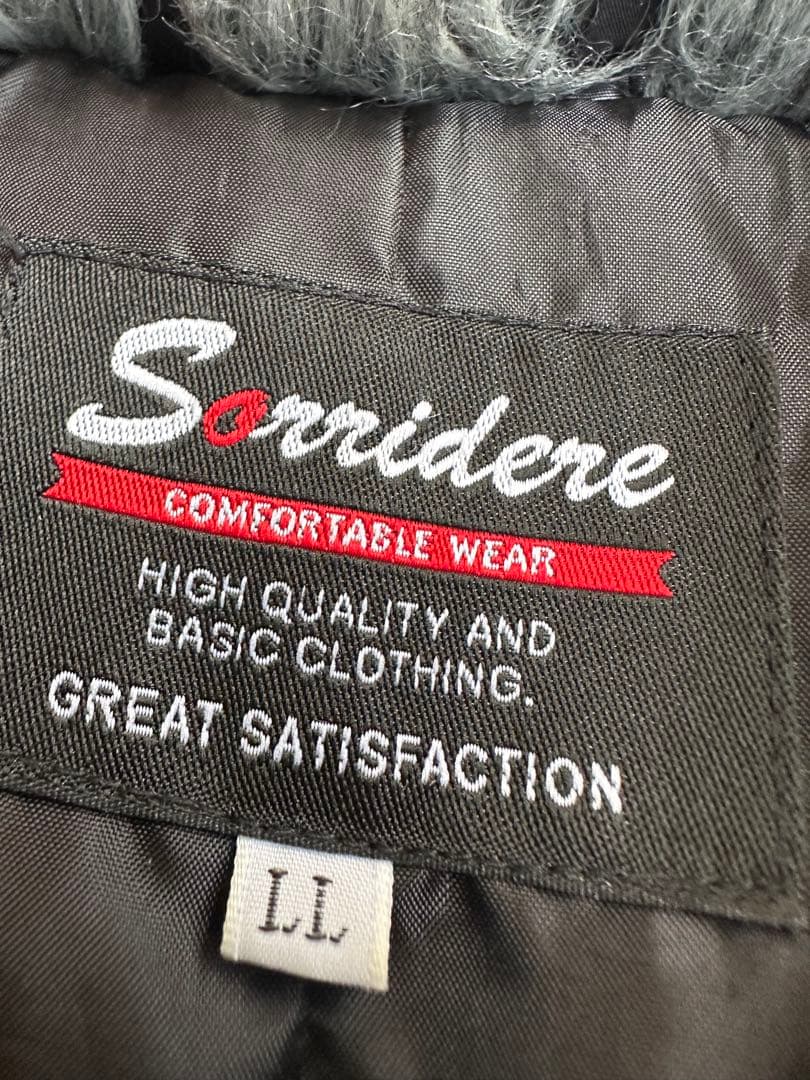 Sorridere
COMFORTABLE WEAR
HIGH QUALITY AND
BASIC CLOTHING.
GREAT SATISFACTION
LL